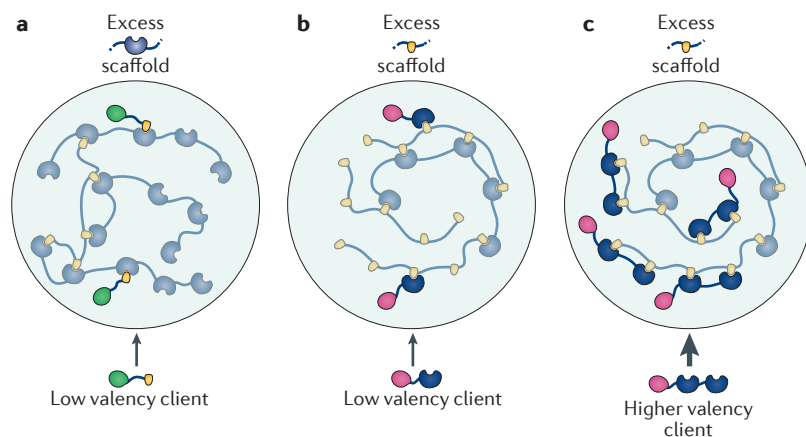 a
Excess
scaffold
Low valency client
b
Excess
scaffold
Low valency client
c
Excess
scaffold
Higher valency
client